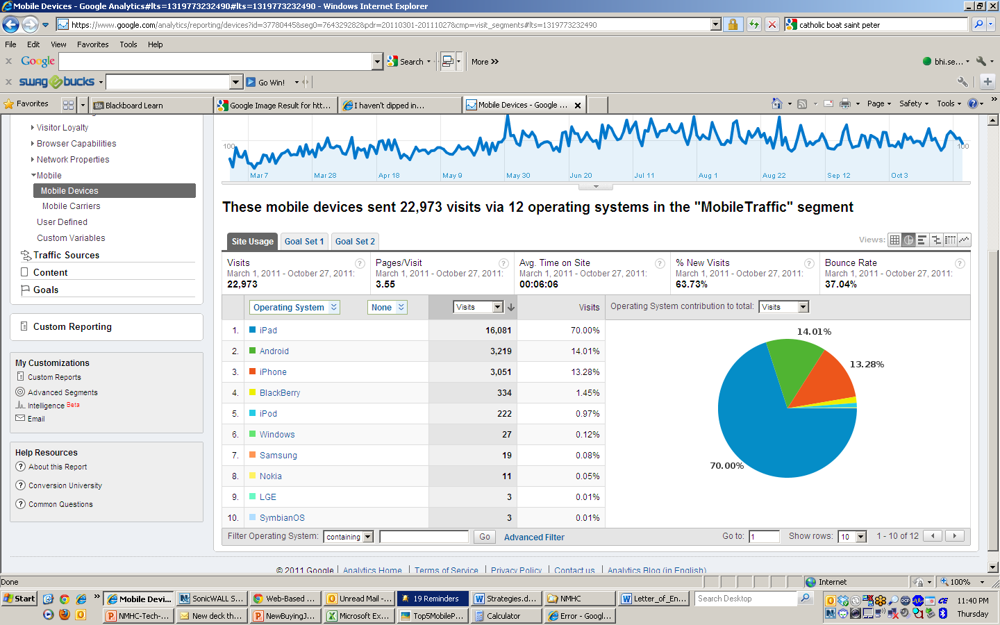 Mobile Devices - Google Analytics#lts=1319773232490#lts=1319773232490 - Windows Internet Explorer
https://www.google.com/analytics/reporting/devices?id=37780445&seg0=764329282&pdr=20110301-20111027&cmp=visit_segments#lts=1319773232490
catholic boat saint peter
File Edit View Favorites Tools Help
x Google Search More »
bhi.se...
x swagbucks Go Win!
Favorites
Bb Blackboard Learn
Google Image Result for htt...
I haven't dipped in...
Mobile Devices - Google ... x
Page Safety Tools »
Visitor Loyalty
Browser Capabilities
Network Properties
Mobile
Mobile Devices
Mobile Carriers
User Defined
Custom Variables
Traffic Sources
Content
Goals
Custom Reporting
My Customizations
Custom Reports
Advanced Segments
Intelligence Beta
Email
Help Resources
? About this Report
? Conversion University
? Common Questions
100 100
Mar 7 Mar 28 Apr 18 May 9 May 30 Jun 20 Jul 11 Aug 1 Aug 22 Sep 12 Oct 3
These mobile devices sent 22,973 visits via 12 operating systems in the "MobileTraffic" segment
Site Usage Goal Set 1 Goal Set 2 Views:
Visits ?
March 1, 2011 - October 27, 2011:
22,973
Pages/Visit ?
March 1, 2011 - October 27, 2011:
3.55
Avg. Time on Site ?
March 1, 2011 - October 27, 2011:
00:06:06
% New Visits ?
March 1, 2011 - October 27, 2011:
63.73%
Bounce Rate ?
March 1, 2011 - October 27, 2011:
37.04%
Operating System None Visits Visits Operating System contribution to total: Visits
1. iPad 16,081 70.00%
2. Android 3,219 14.01%
3. iPhone 3,051 13.28%
4. BlackBerry 334 1.45%
5. iPod 222 0.97%
6. Windows 27 0.12%
7. Samsung 19 0.08%
8. Nokia 11 0.05%
9. LGE 3 0.01%
10. SymbianOS 3 0.01%
14.01%
13.28%
70.00%
Filter Operating System: containing Go Advanced Filter Go to: 1 Show rows: 10 1 - 10 of 12
© 2011 Google | Analytics Home | Terms of Service | Privacy Policy | Contact us | Analytics Blog (in English)
Done Internet 100%
Start » Mobile Devi... SonicWALL S... Web-Based ... Unread Mail -... 19 Reminders Strategies.d... NMHC Letter_of_En... Search Desktop 11:40 PM
NMHC-Tech-... New deck th... NewBuyingJ... Microsoft Ex... Top5MobileP... Calculator Error - Googl... Thursday